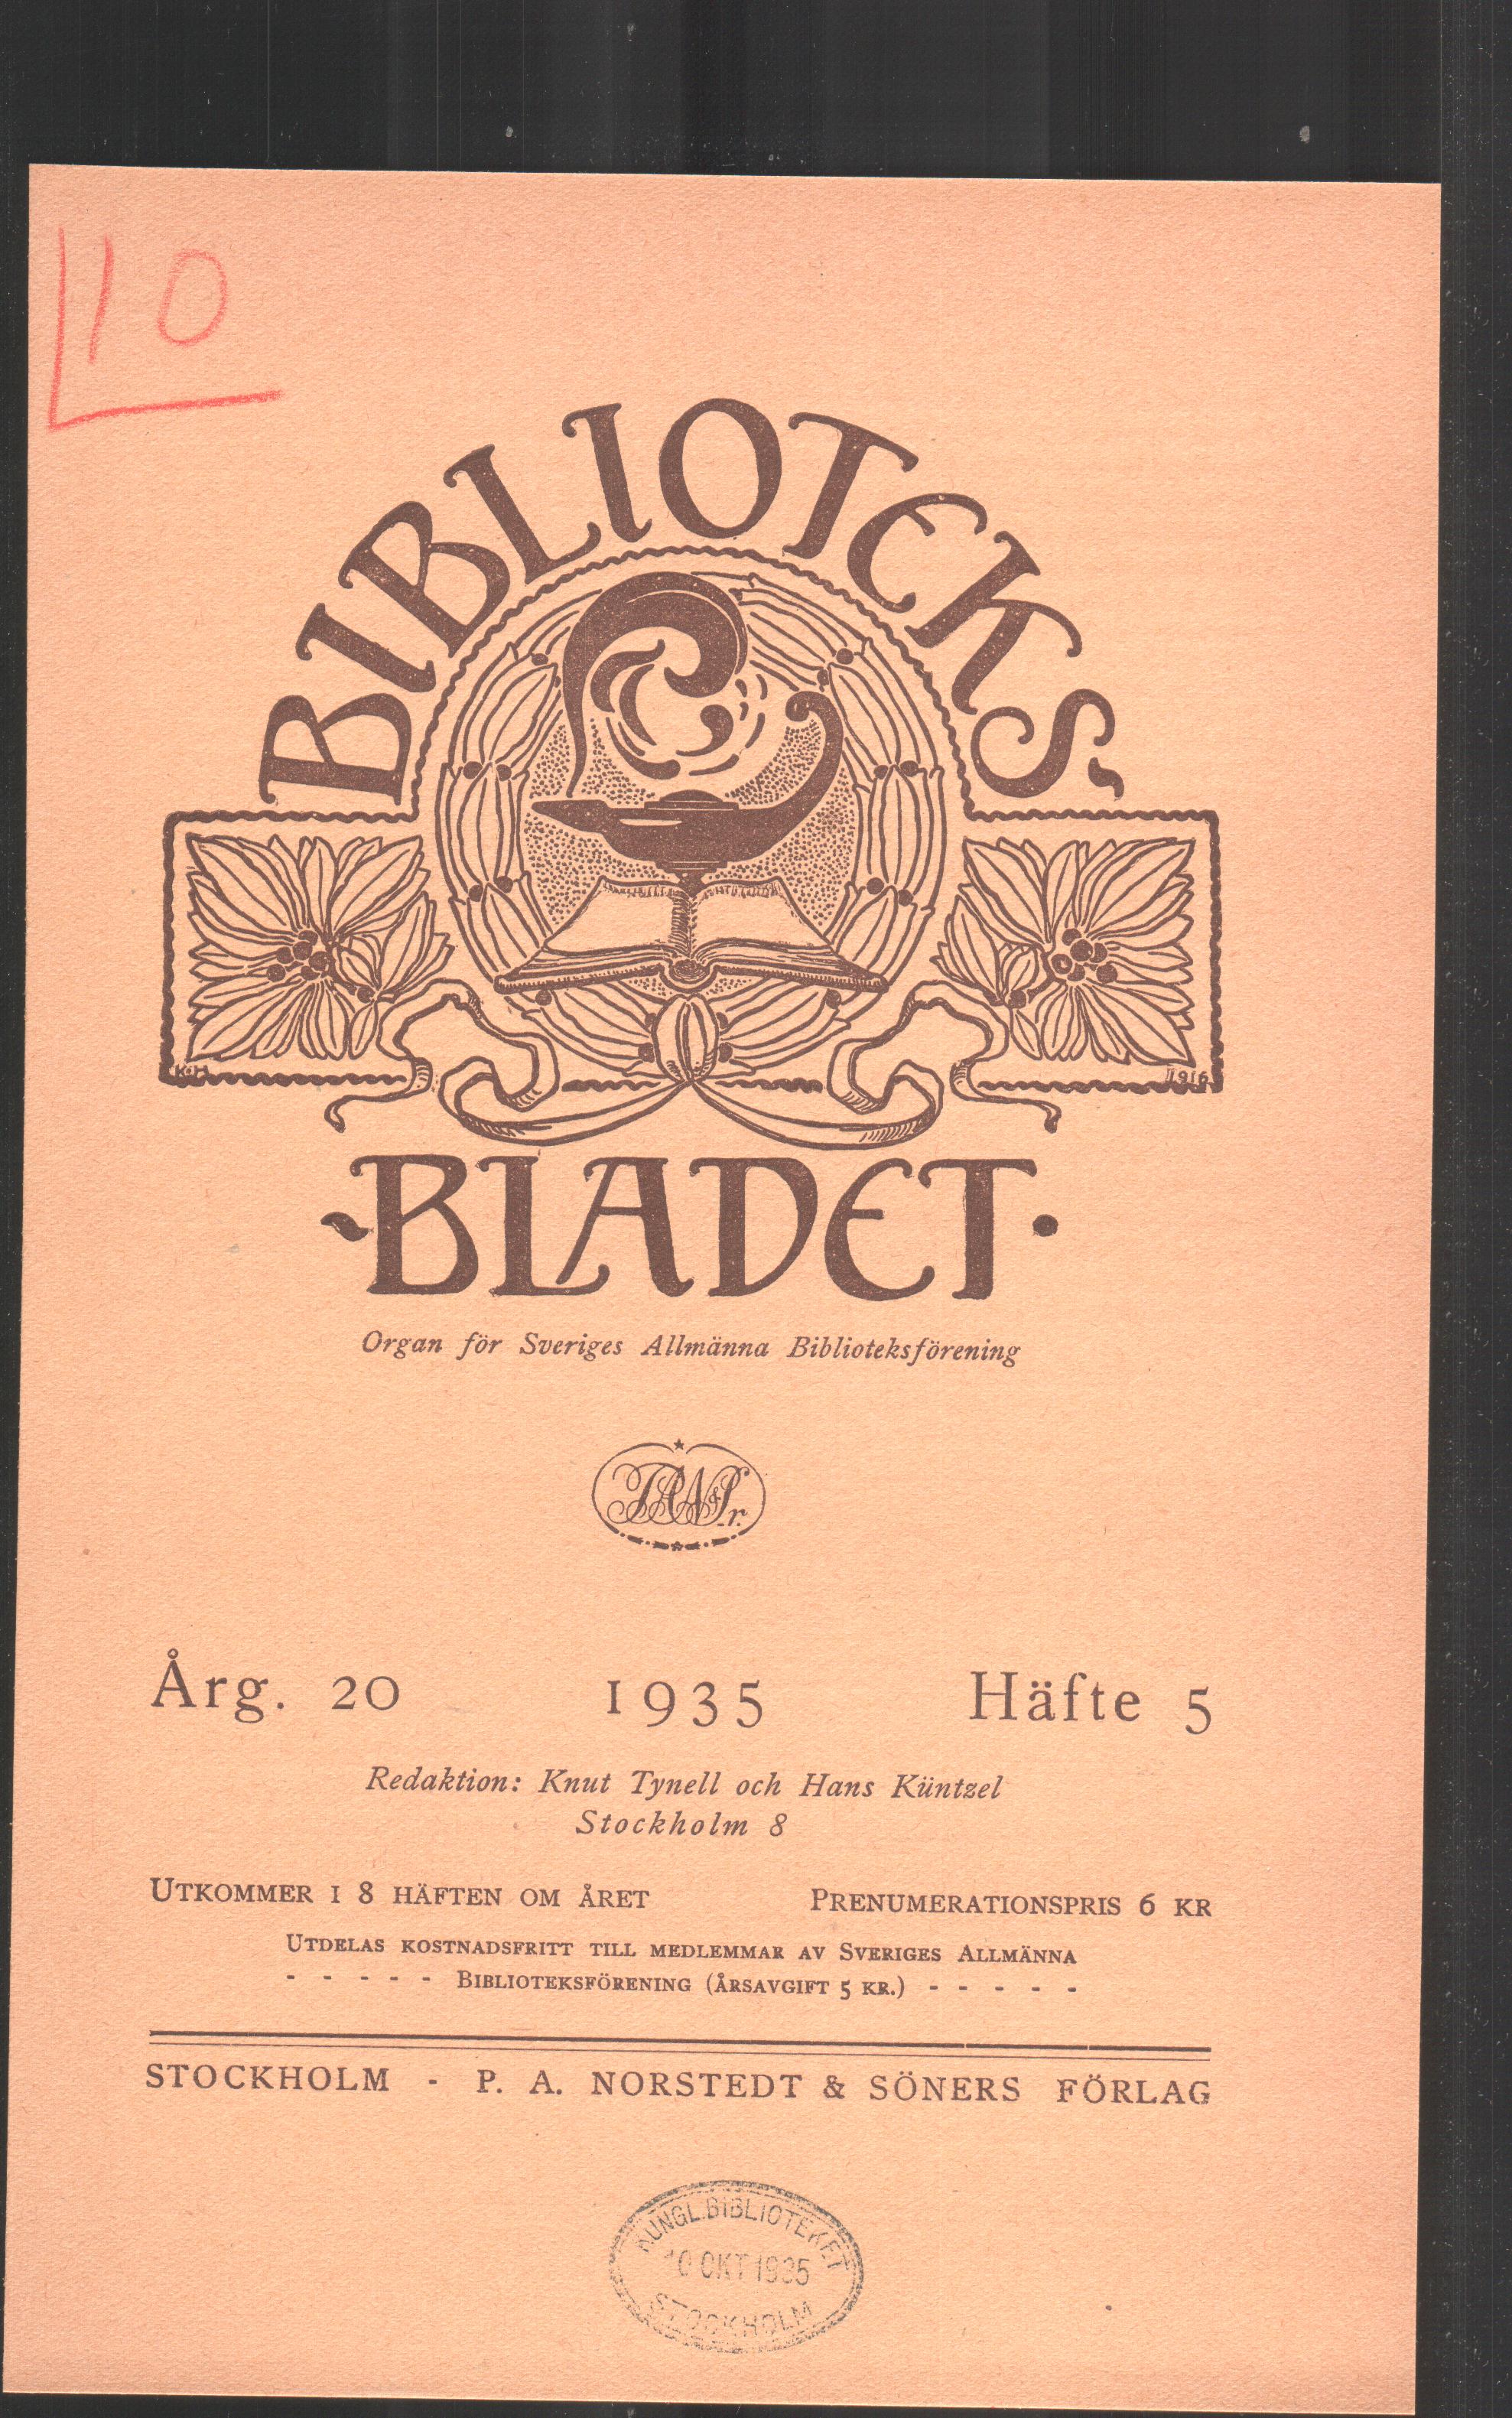 10
BIBLIOTEKS-
·BLADET·
K·H
1916
Organ för Sveriges Allmänna Biblioteksförening
Årg. 20 1935 Häfte 5
Redaktion: Knut Tynell och Hans Küntzel
Stockholm 8
UTKOMMER I 8 HÄFTEN OM ÅRET PRENUMERATIONSPRIS 6 KR
UTDELAS KOSTNADSFRITT TILL MEDLEMMAR AV SVERIGES ALLMÄNNA
- - - - - BIBLIOTEKSFÖRENING (ÅRSAVGIFT 5 KR.) - - - - -
STOCKHOLM - P. A. NORSTEDT & SÖNERS FÖRLAG
KUNGL. BIBLIOTEKET
10 OKT 1935
STOCKHOLM